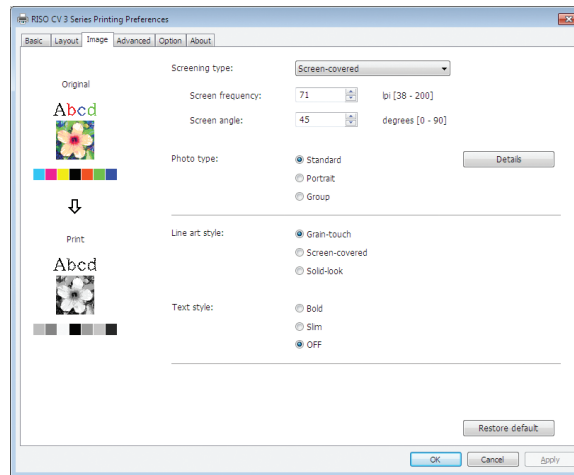 RISO CV 3 Series Printing Preferences
Basic Layout Image Advanced Option About
Original
Abcd
Print
Abcd
Screening type: Screen-covered
Screen frequency: 71 lpi [38 - 200]
Screen angle: 45 degrees [0 - 90]
Photo type: Standard Details
Portrait
Group
Line art style: Grain-touch
Screen-covered
Solid-look
Text style: Bold
Slim
OFF
Restore default
OK Cancel Apply